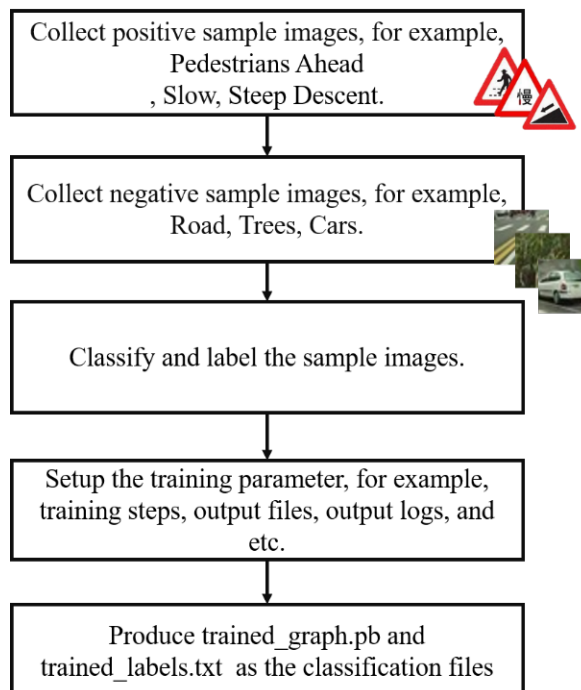 Collect positive sample images, for example,
Pedestrians Ahead
, Slow, Steep Descent.
慢
Collect negative sample images, for example,
Road, Trees, Cars.
Classify and label the sample images.
Setup the training parameter, for example,
training steps, output files, output logs, and
etc.
Produce trained_graph.pb and
trained_labels.txt as the classification files